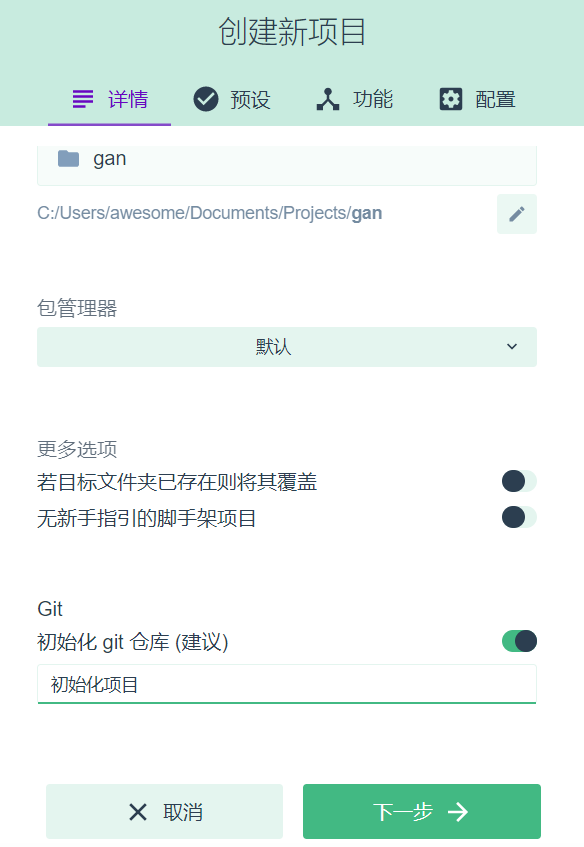 创建新项目
详情 预设 功能 配置
gan
C:/Users/awesome/Documents/Projects/gan
包管理器
默认
更多选项
若目标文件夹已存在则将其覆盖
无新手指引的脚手架项目
Git
初始化 git 仓库 (建议)
初始化项目
取消 下一步